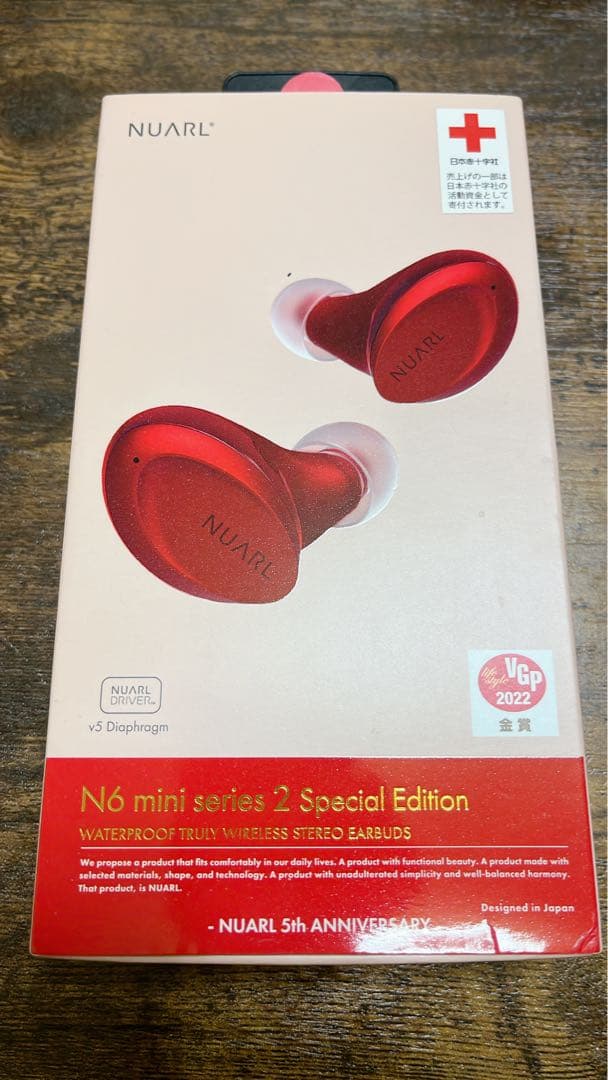 NUARL®
日本赤十字社
売上げの一部は
日本赤十字社の
活動資金として
寄付されます。
NUARL
NUARL
life style VGP
2022
金賞
NUARL
DRIVER™
v5 Diaphragm
N6 mini series 2 Special Edition
WATERPROOF TRULY WIRELESS STEREO EARBUDS
We propose a product that fits comfortably in our daily lives. A product with functional beauty. A product made with
selected materials, shape, and technology. A product with unadulterated simplicity and well-balanced harmony.
That product, is NUARL.
Designed in Japan
- NUARL 5th ANNIVERSARY